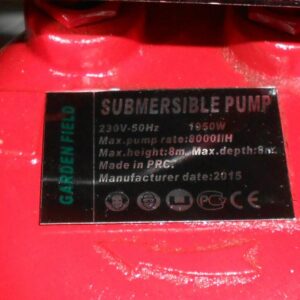 GARDEN FIELD
SUBMERSIBLE PUMP
230V-50Hz 1950W
Max.pump rate:8000l/H
Max.height:8m. Max.depth:8m.
Made in PRC.
Manufacturer date:2015